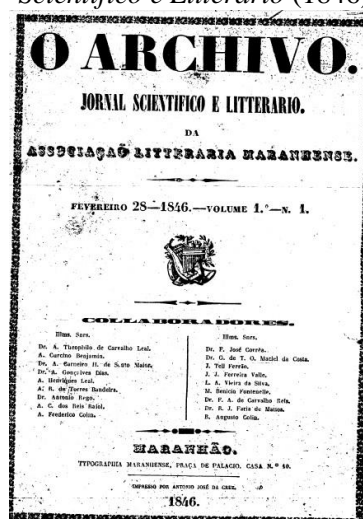 Scientifico e Litterario (1846)
O ARCHIVO.
JORNAL SCIENTIFICO E LITTERARIO.
DA
ASSOCIAÇAÕ LITTERARIA MARANHENSE.
FEVEREIRO 28—1846.—VOLUME 1.º—N. 1.
COLLABORADORES.
Illms. Snrs.
Dr. A. Theophilo de Carvalho Leal.
A. Carcino Benjamin.
Dr. A. Carneiro H. de Souto Maior.
Dr. A. Gonçalves Dias.
A. Henriques Leal.
A. R. de Torres Bandeira.
Dr. Antonio Rego.
A. C. dos Reis Raiol.
A. Frederico Colin.
Illms. Snrs.
Dr. F. José Corrêa.
Dr. G. de T. O. Maciel da Costa.
J. Tell Ferrão.
J. J. Ferreira Valle.
L. A. Vieira da Silva.
M. Benicio Fontenelle.
Dr. F. A. de Carvalho Reis.
Dr. R. J. Faria de Mattos.
R. Augusto Colin.
MARANHÃO.
TYPOGRAPHIA MARANHENSE, PRAÇA DE PALACIO, CASA N.º 10.
IMPRESSO POR ANTONIO JOSÉ DA CRUZ.
1846.